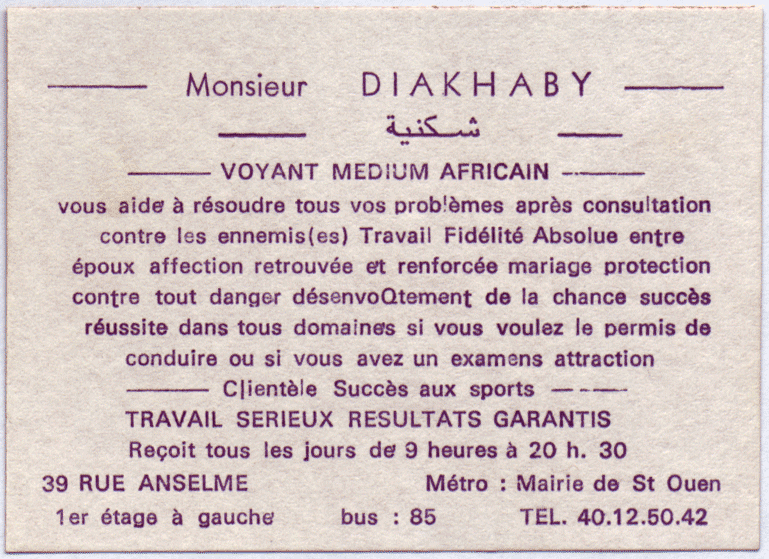 Monsieur DIAKHABY
شكنية
VOYANT MEDIUM AFRICAIN
vous aide à résoudre tous vos problèmes après consultation
contre les ennemis(es) Travail Fidélité Absolue entre
époux affection retrouvée et renforcée mariage protection
contre tout danger désenvoQtement de la chance succès
réussite dans tous domaines si vous voulez le permis de
conduire ou si vous avez un examens attraction
Clientèle Succès aux sports
TRAVAIL SERIEUX RESULTATS GARANTIS
Reçoit tous les jours de 9 heures à 20 h. 30
39 RUE ANSELME Métro : Mairie de St Ouen
1er étage à gauche bus : 85 TEL. 40.12.50.42